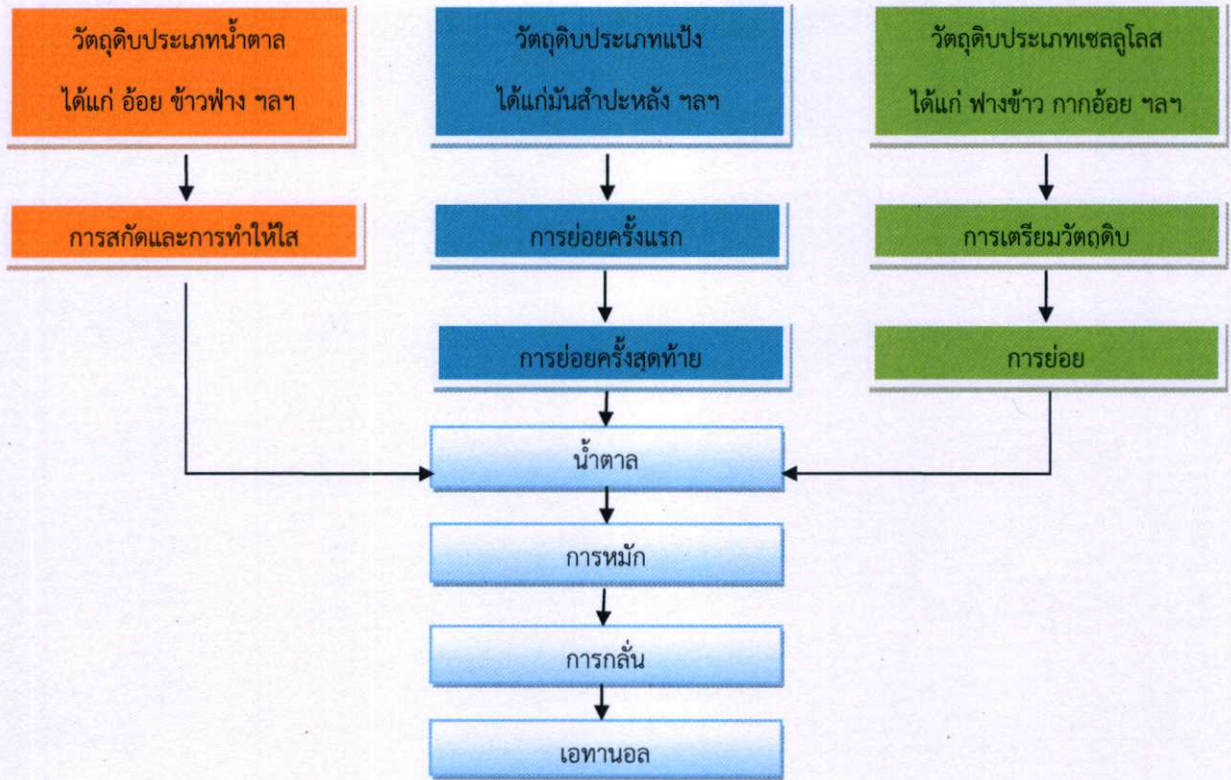 วัตถุดิบประเภทน้ำตาล
ได้แก่ อ้อย ข้าวฟ่าง ฯลฯ
วัตถุดิบประเภทแป้ง
ได้แก่มันสำปะหลัง ฯลฯ
วัตถุดิบประเภทเซลลูโลส
ได้แก่ ฟางข้าว กากอ้อย ฯลฯ
การสกัดและการทำให้ใส
การย่อยครั้งแรก
การเตรียมวัตถุดิบ
การย่อยครั้งสุดท้าย
การย่อย
น้ำตาล
การหมัก
การกลั่น
เอทานอล